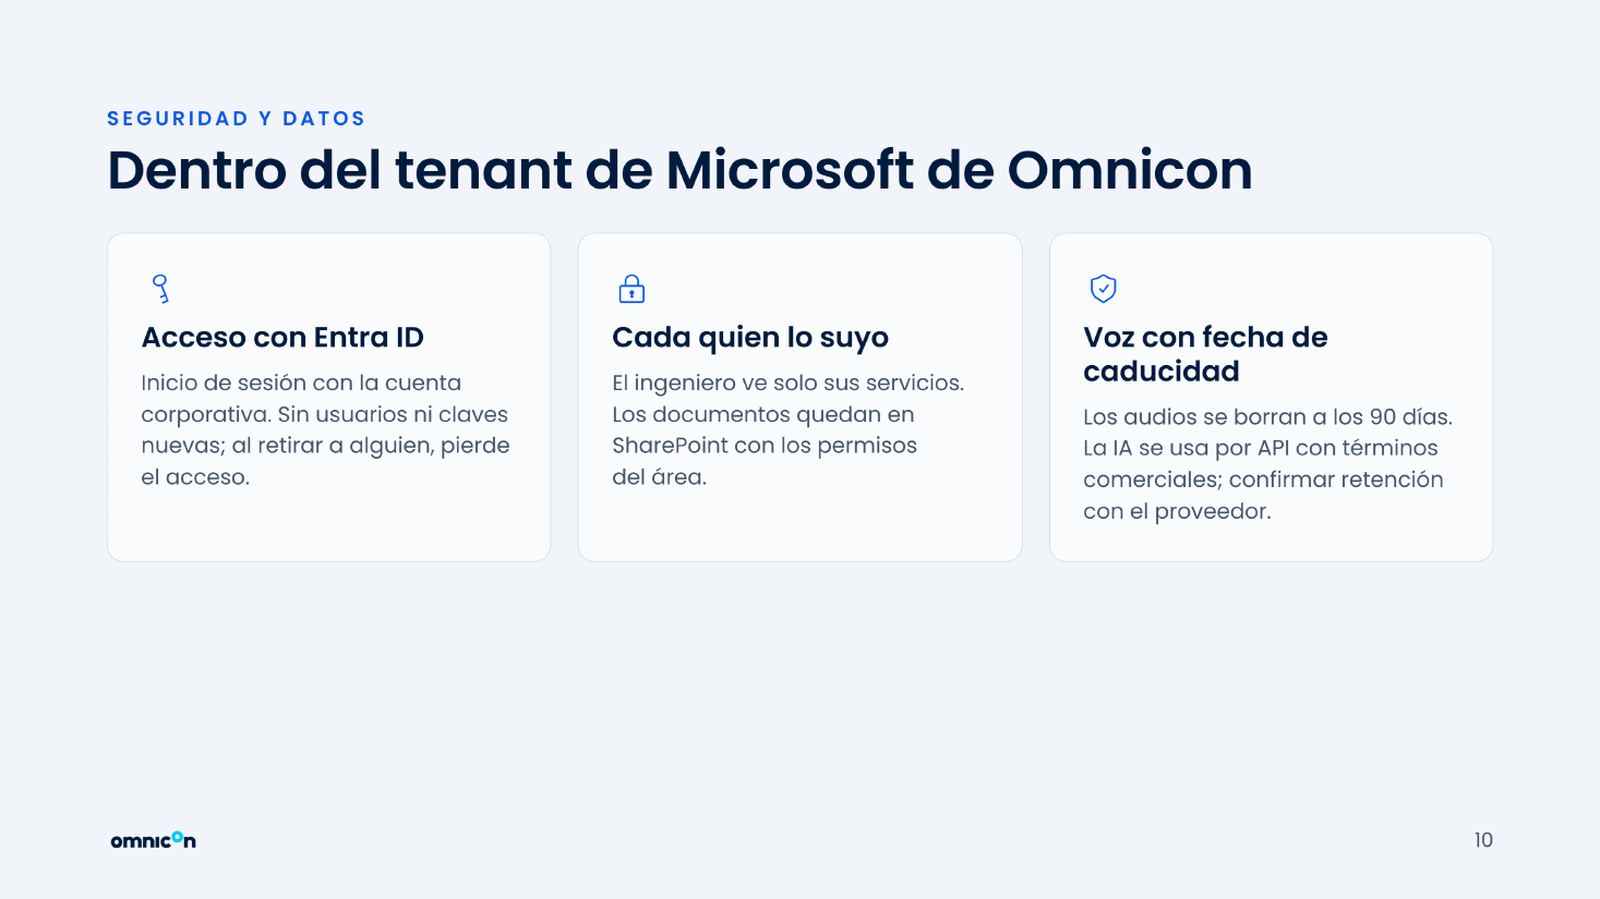 SEGURIDAD Y DATOS
Dentro del tenant de Microsoft de Omnicon
Acceso con Entra ID
Inicio de sesión con la cuenta
corporativa. Sin usuarios ni claves
nuevas; al retirar a alguien, pierde
el acceso.
Cada quien lo suyo
El ingeniero ve solo sus servicios.
Los documentos quedan en
SharePoint con los permisos
del área.
Voz con fecha de
caducidad
Los audios se borran a los 90 días.
La IA se usa por API con términos
comerciales; confirmar retención
con el proveedor.
omnicon
10